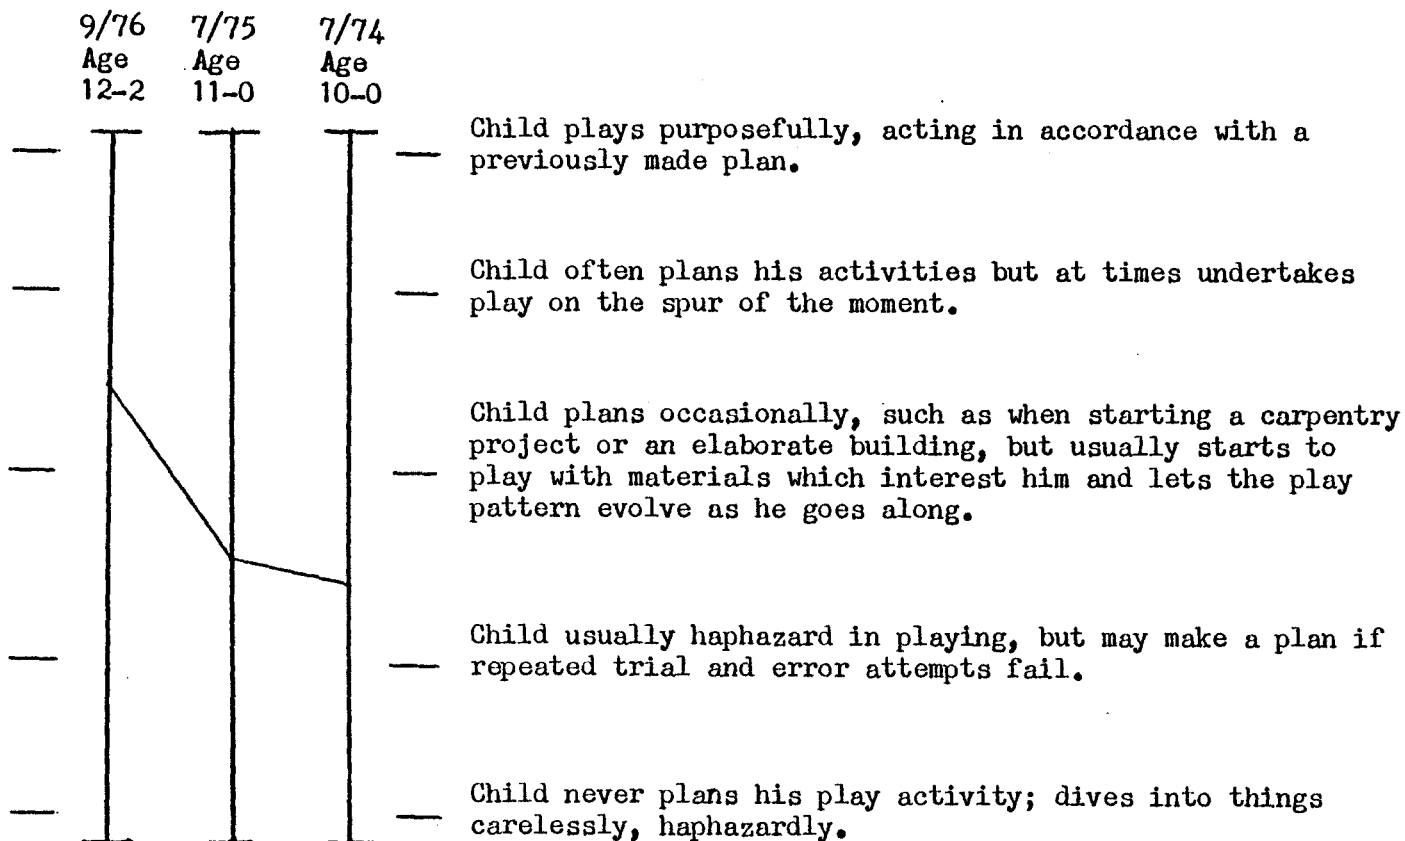 9/76 7/75 7/74
Age Age Age
12-2 11-0 10-0
Child plays purposefully, acting in accordance with a
previously made plan.
Child often plans his activities but at times undertakes
play on the spur of the moment.
Child plans occasionally, such as when starting a carpentry
project or an elaborate building, but usually starts to
play with materials which interest him and lets the play
pattern evolve as he goes along.
Child usually haphazard in playing, but may make a plan if
repeated trial and error attempts fail.
Child never plans his play activity; dives into things
carelessly, haphazardly.